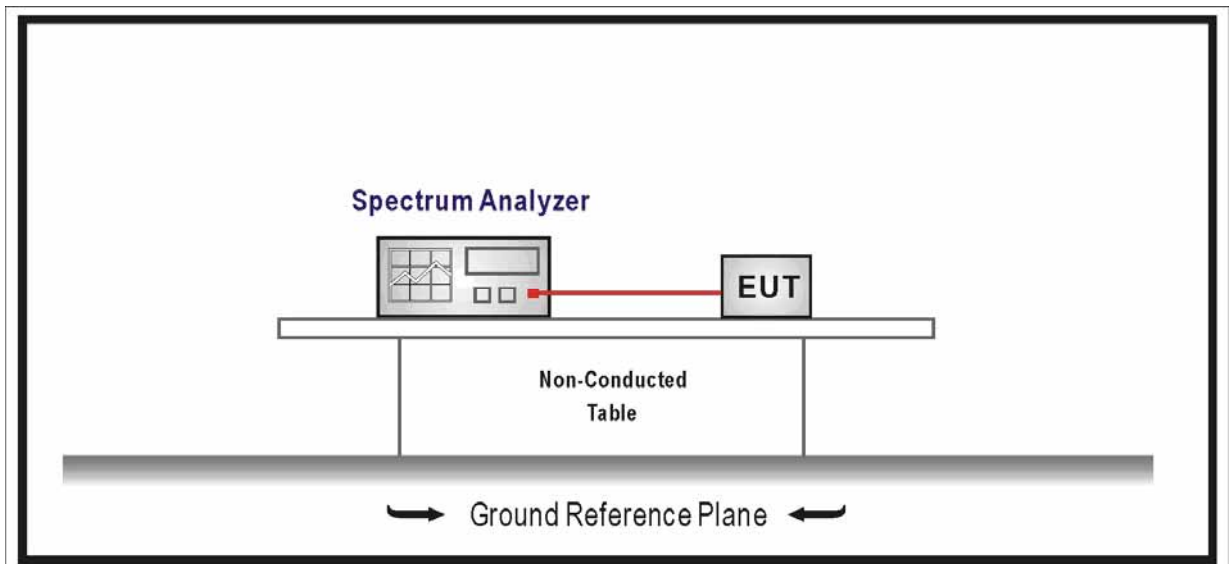 Spectrum Analyzer
EUT
Non-Conducted
Table
Ground Reference Plane